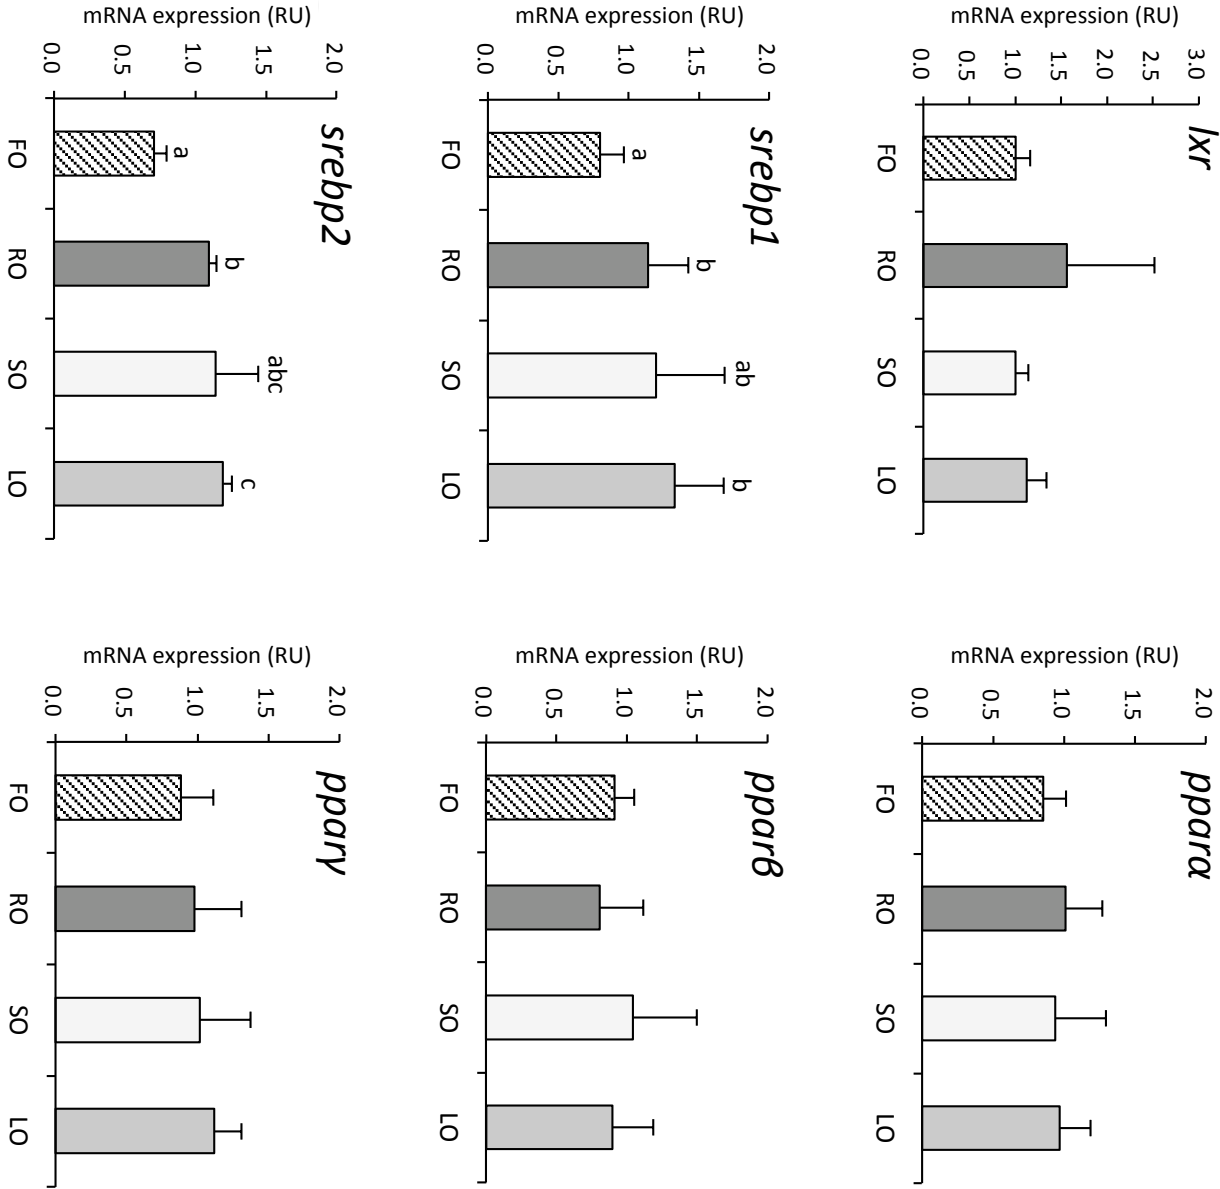 lxr
mRNA expression (RU)
3.0
2.5
2.0
1.5
1.0
0.5
0.0
FO RO SO LO
pparα
mRNA expression (RU)
2.0
1.5
1.0
0.5
0.0
FO RO SO LO
srebp1
mRNA expression (RU)
2.0
1.5
1.0
0.5
0.0
a b ab b
FO RO SO LO
pparβ
mRNA expression (RU)
2.0
1.5
1.0
0.5
0.0
FO RO SO LO
srebp2
mRNA expression (RU)
2.0
1.5
1.0
0.5
0.0
a b abc c
FO RO SO LO
pparγ
mRNA expression (RU)
2.0
1.5
1.0
0.5
0.0
FO RO SO LO